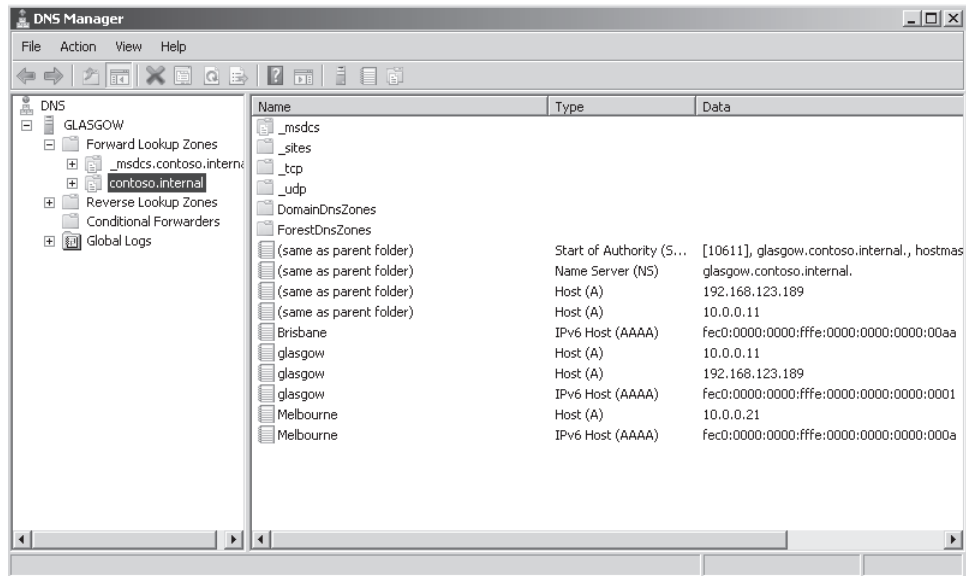 DNS Manager
File Action View Help
DNS
GLASGOW
Forward Lookup Zones
_msdcs.contoso.interna
contoso.internal
Reverse Lookup Zones
Conditional Forwarders
Global Logs
Name Type Data
_msdcs
_sites
_tcp
_udp
DomainDnsZones
ForestDnsZones
(same as parent folder) Start of Authority (S... [10611], glasgow.contoso.internal., hostmas
(same as parent folder) Name Server (NS) glasgow.contoso.internal.
(same as parent folder) Host (A) 192.168.123.189
(same as parent folder) Host (A) 10.0.0.11
Brisbane IPv6 Host (AAAA) fec0:0000:0000:fffe:0000:0000:0000:00aa
glasgow Host (A) 10.0.0.11
glasgow Host (A) 192.168.123.189
glasgow IPv6 Host (AAAA) fec0:0000:0000:fffe:0000:0000:0000:0001
Melbourne Host (A) 10.0.0.21
Melbourne IPv6 Host (AAAA) fec0:0000:0000:fffe:0000:0000:0000:000a